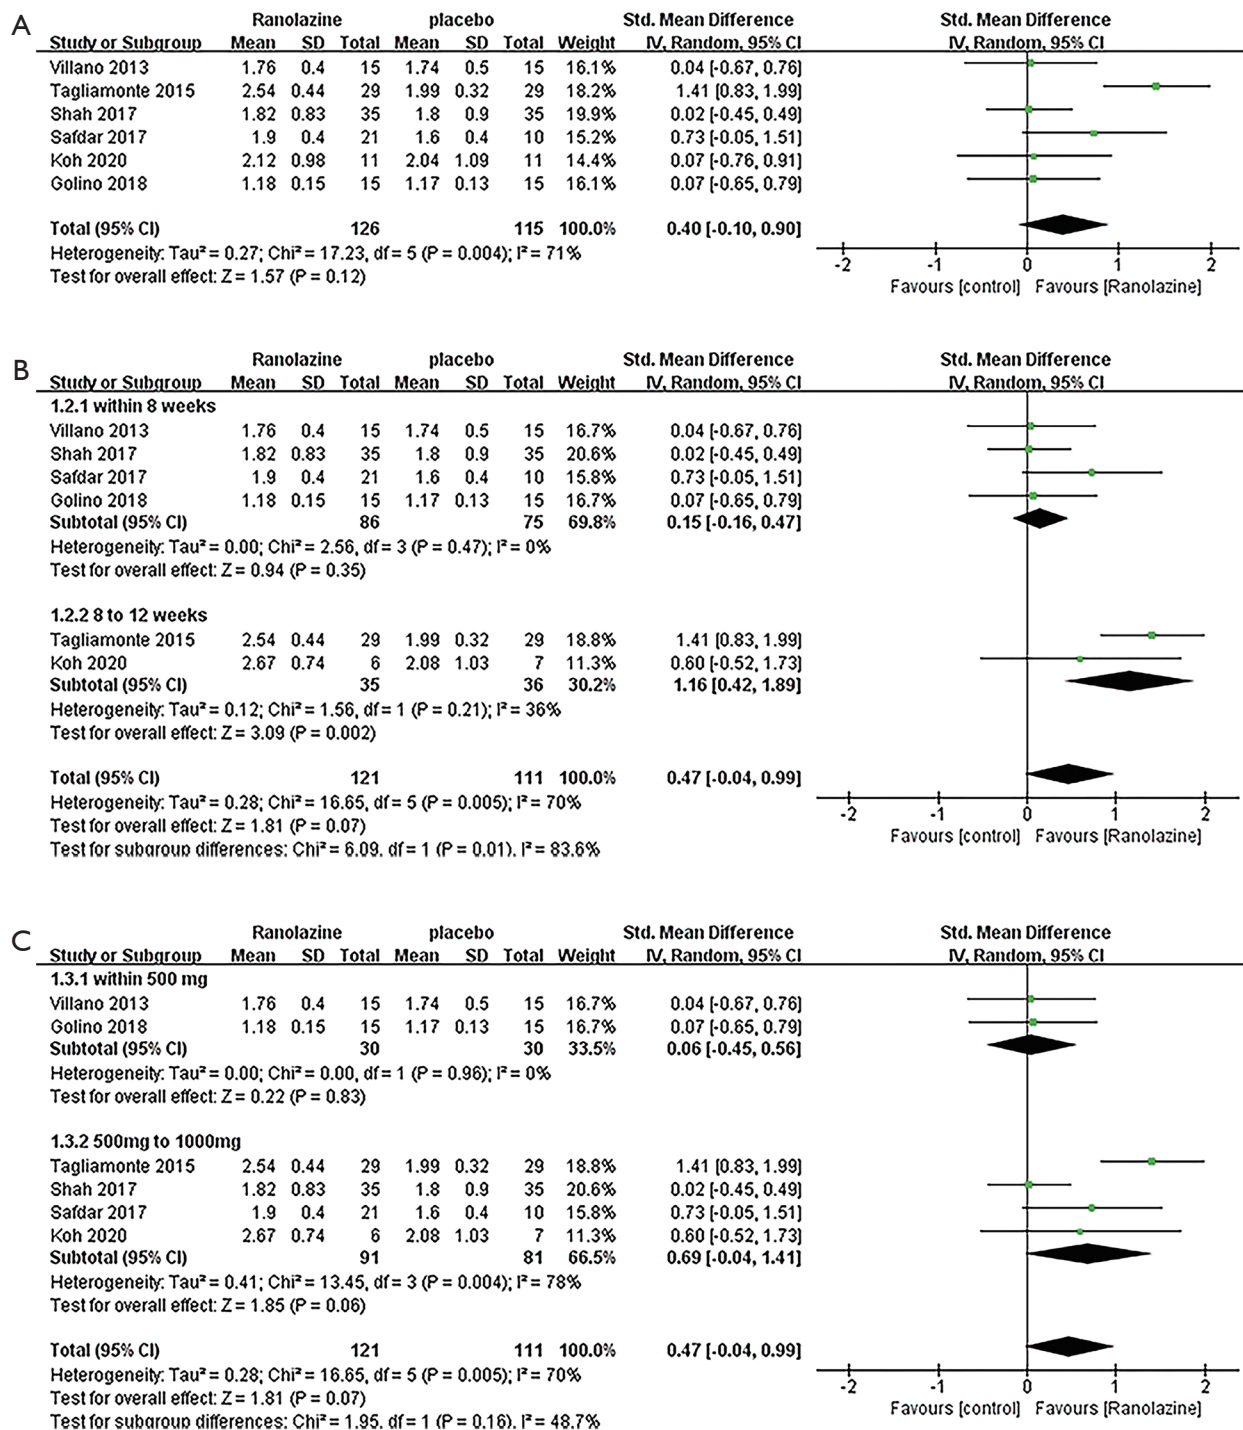 A
Ranolazine placebo Std. Mean Difference Std. Mean Difference
Study or Subgroup Mean SD Total Mean SD Total Weight IV, Random, 95% CI IV, Random, 95% CI
Villano 2013 1.76 0.4 15 1.74 0.5 15 16.1% 0.04 [-0.67, 0.76]
Tagliamonte 2015 2.54 0.44 29 1.99 0.32 29 18.2% 1.41 [0.83, 1.99]
Shah 2017 1.82 0.83 35 1.8 0.9 35 19.9% 0.02 [-0.45, 0.49]
Safdar 2017 1.9 0.4 21 1.6 0.4 10 15.2% 0.73 [-0.05, 1.51]
Koh 2020 2.12 0.98 11 2.04 1.09 11 14.4% 0.07 [-0.76, 0.91]
Golino 2018 1.18 0.15 15 1.17 0.13 15 16.1% 0.07 [-0.65, 0.79]
Total (95% CI) 126 115 100.0% 0.40 [-0.10, 0.90]
Heterogeneity: Tau² = 0.27; Chi² = 17.23, df = 5 (P = 0.004); I² = 71%
Test for overall effect: Z = 1.57 (P = 0.12)
-2 -1 0 1 2
Favours [control] Favours [Ranolazine]
B
Ranolazine placebo Std. Mean Difference Std. Mean Difference
Study or Subgroup Mean SD Total Mean SD Total Weight IV, Random, 95% CI IV, Random, 95% CI
1.2.1 within 8 weeks
Villano 2013 1.76 0.4 15 1.74 0.5 15 16.7% 0.04 [-0.67, 0.76]
Shah 2017 1.82 0.83 35 1.8 0.9 35 20.6% 0.02 [-0.45, 0.49]
Safdar 2017 1.9 0.4 21 1.6 0.4 10 15.8% 0.73 [-0.05, 1.51]
Golino 2018 1.18 0.15 15 1.17 0.13 15 16.7% 0.07 [-0.65, 0.79]
Subtotal (95% CI) 86 75 69.8% 0.15 [-0.16, 0.47]
Heterogeneity: Tau² = 0.00; Chi² = 2.56, df = 3 (P = 0.47); I² = 0%
Test for overall effect: Z = 0.94 (P = 0.35)
1.2.2 8 to 12 weeks
Tagliamonte 2015 2.54 0.44 29 1.99 0.32 29 18.8% 1.41 [0.83, 1.99]
Koh 2020 2.67 0.74 6 2.08 1.03 7 11.3% 0.60 [-0.52, 1.73]
Subtotal (95% CI) 35 36 30.2% 1.16 [0.42, 1.89]
Heterogeneity: Tau² = 0.12; Chi² = 1.56, df = 1 (P = 0.21); I² = 36%
Test for overall effect: Z = 3.09 (P = 0.002)
Total (95% CI) 121 111 100.0% 0.47 [-0.04, 0.99]
Heterogeneity: Tau² = 0.28; Chi² = 16.65, df = 5 (P = 0.005); I² = 70%
Test for overall effect: Z = 1.81 (P = 0.07)
Test for subgroup differences: Chi² = 6.09, df = 1 (P = 0.01), I² = 83.6%
-2 -1 0 1 2
Favours [control] Favours [Ranolazine]
C
Ranolazine placebo Std. Mean Difference Std. Mean Difference
Study or Subgroup Mean SD Total Mean SD Total Weight IV, Random, 95% CI IV, Random, 95% CI
1.3.1 within 500 mg
Villano 2013 1.76 0.4 15 1.74 0.5 15 16.7% 0.04 [-0.67, 0.76]
Golino 2018 1.18 0.15 15 1.17 0.13 15 16.7% 0.07 [-0.65, 0.79]
Subtotal (95% CI) 30 30 33.5% 0.06 [-0.45, 0.56]
Heterogeneity: Tau² = 0.00; Chi² = 0.00, df = 1 (P = 0.96); I² = 0%
Test for overall effect: Z = 0.22 (P = 0.83)
1.3.2 500mg to 1000mg
Tagliamonte 2015 2.54 0.44 29 1.99 0.32 29 18.8% 1.41 [0.83, 1.99]
Shah 2017 1.82 0.83 35 1.8 0.9 35 20.6% 0.02 [-0.45, 0.49]
Safdar 2017 1.9 0.4 21 1.6 0.4 10 15.8% 0.73 [-0.05, 1.51]
Koh 2020 2.67 0.74 6 2.08 1.03 7 11.3% 0.60 [-0.52, 1.73]
Subtotal (95% CI) 91 81 66.5% 0.69 [-0.04, 1.41]
Heterogeneity: Tau² = 0.41; Chi² = 13.45, df = 3 (P = 0.004); I² = 78%
Test for overall effect: Z = 1.85 (P = 0.06)
Total (95% CI) 121 111 100.0% 0.47 [-0.04, 0.99]
Heterogeneity: Tau² = 0.28; Chi² = 16.65, df = 5 (P = 0.005); I² = 70%
Test for overall effect: Z = 1.81 (P = 0.07)
Test for subgroup differences: Chi² = 1.95, df = 1 (P = 0.16), I² = 48.7%
-2 -1 0 1 2
Favours [control] Favours [Ranolazine]